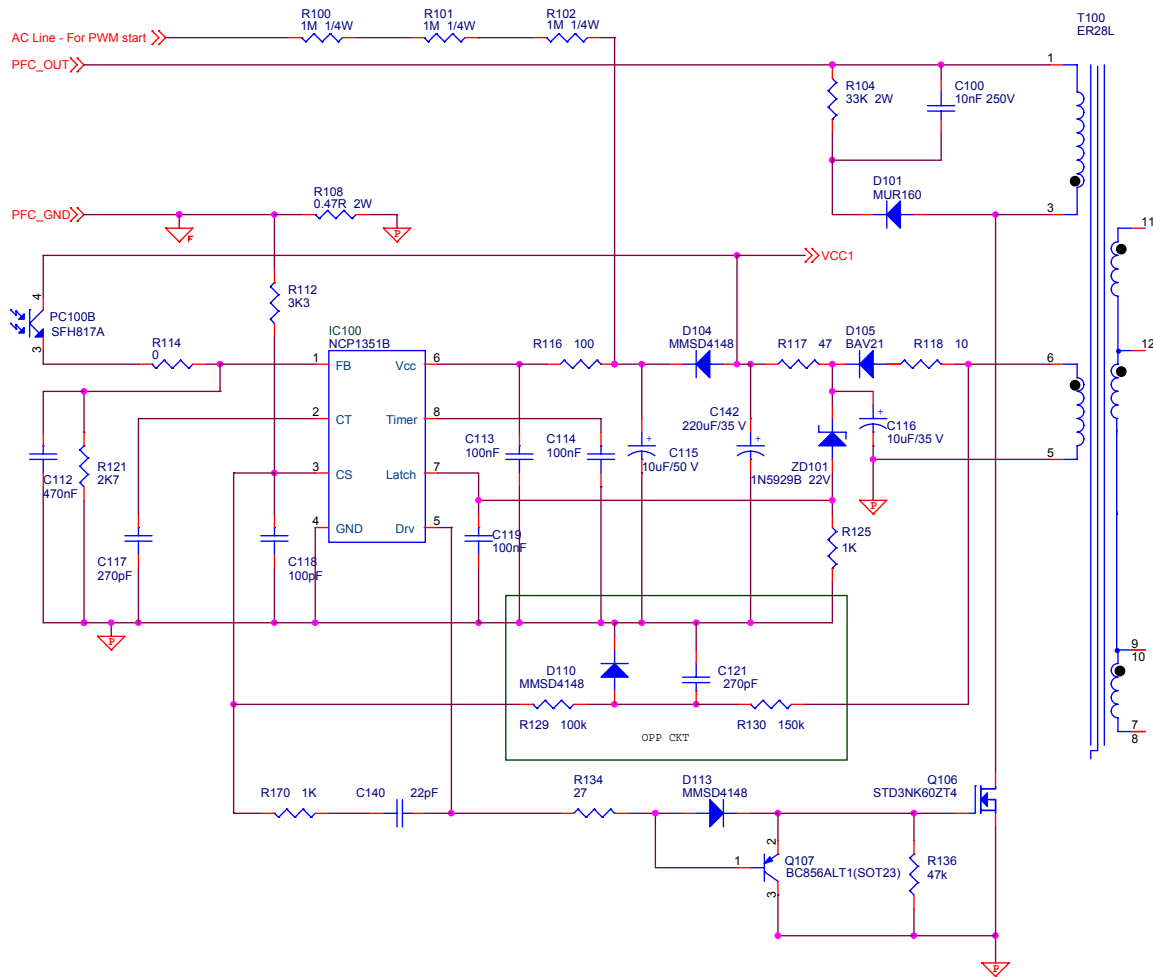 R100
1M 1/4W
R101
1M 1/4W
R102
1M 1/4W
T100
ER28L
AC Line - For PWM start
PFC_OUT
1
R104
33K 2W
C100
10nF 250V
D101
MUR160
3
R108
0.47R 2W
PFC_GND
F
P
11
VCC1
4
PC100B
SFH817A
3
R112
3K3
R114
0
IC100
NCP1351B
1
FB
Vcc
6
2
CT
Timer
8
3
CS
Latch
7
4
GND
Drv
5
R116 100
D104
MMSD4148
R117 47
D105
BAV21
R118 10
6
12
5
C142
220uF/35 V
C116
10uF/35 V
C113
100nF
C114
100nF
C115
10uF/50 V
ZD101
1N5929B 22V
P
C112
470nF
R121
2K7
C117
270pF
C118
100pF
C119
100nF
R125
1K
P
D110
MMSD4148
C121
270pF
R129 100k
R130 150k
OPP CKT
9
10
7
8
R170 1K
C140
22pF
R134
27
D113
MMSD4148
Q106
STD3NK60ZT4
1
2
3
Q107
BC856ALT1(SOT23)
R136
47k
P